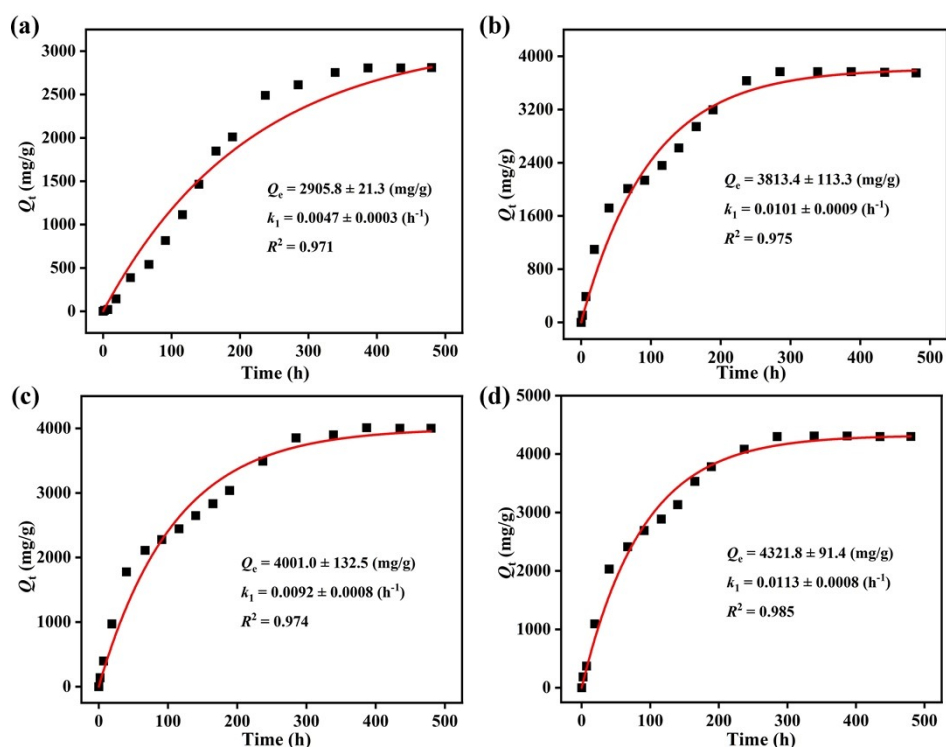 (a)
3000
2500
2000
1500
1000
500
0
Qt (mg/g)
Qe = 2905.8 ± 21.3 (mg/g)
k1 = 0.0047 ± 0.0003 (h⁻¹)
R² = 0.971
0 100 200 300 400 500
Time (h)
(b)
4000
3200
2400
1600
800
0
Qt (mg/g)
Qe = 3813.4 ± 113.3 (mg/g)
k1 = 0.0101 ± 0.0009 (h⁻¹)
R² = 0.975
0 100 200 300 400 500
Time (h)
(c)
4000
3000
2000
1000
0
Qt (mg/g)
Qe = 4001.0 ± 132.5 (mg/g)
k1 = 0.0092 ± 0.0008 (h⁻¹)
R² = 0.974
0 100 200 300 400 500
Time (h)
(d)
5000
4000
3000
2000
1000
0
Qt (mg/g)
Qe = 4321.8 ± 91.4 (mg/g)
k1 = 0.0113 ± 0.0008 (h⁻¹)
R² = 0.985
0 100 200 300 400 500
Time (h)